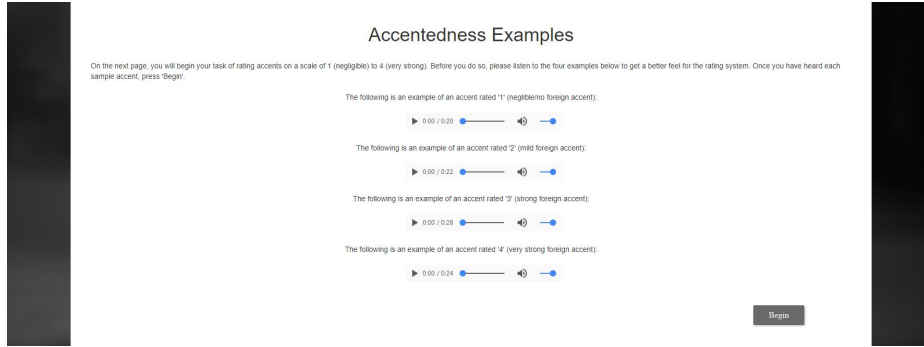 Accentedness Examples
On the next page, you will begin your task of rating accents on a scale of 1 (negligible) to 4 (very strong). Before you do so, please listen to the four examples below to get a better feel for the rating system. Once you have heard each
sample accent, press 'Begin'.
The following is an example of an accent rated '1' (neglible/no foreign accent):
0:00 / 0:20
The following is an example of an accent rated '2' (mild foreign accent):
0:00 / 0:22
The following is an example of an accent rated '3' (strong foreign accent):
0:00 / 0:28
The following is an example of an accent rated '4' (very strong foreign accent):
0:00 / 0:24
Begin